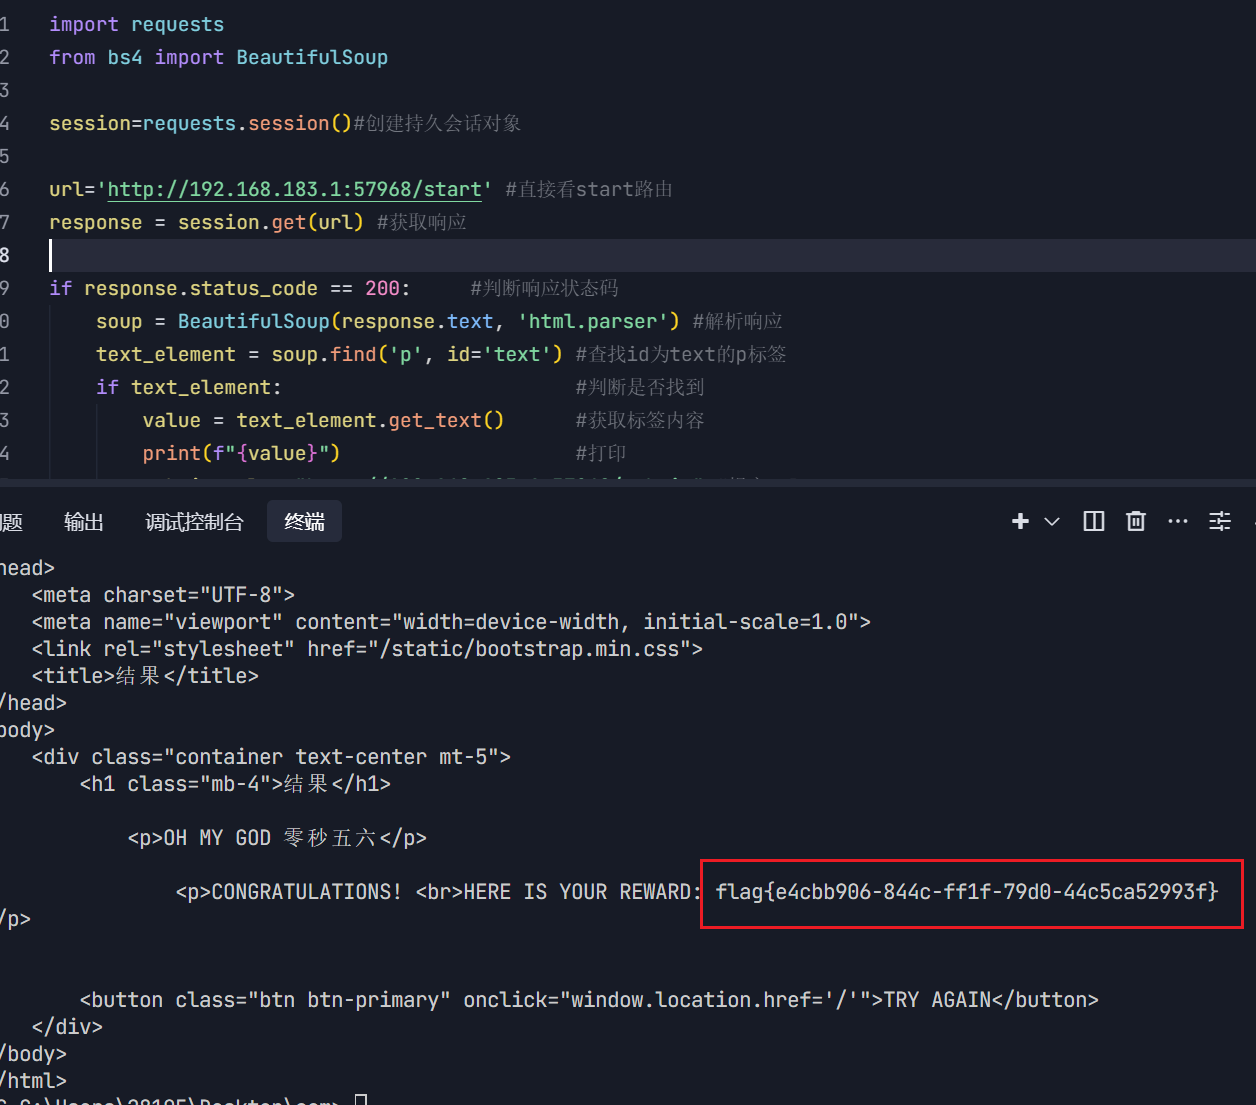 1 import requests
2 from bs4 import BeautifulSoup
3
4 session=requests.session()#创建持久会话对象
5
6 url='http://192.168.183.1:57968/start' #直接看start路由
7 response = session.get(url) #获取响应
8
9 if response.status_code == 200: #判断响应状态码
0 soup = BeautifulSoup(response.text, 'html.parser') #解析响应
1 text_element = soup.find('p', id='text') #查找id为text的p标签
2 if text_element: #判断是否找到
3 value = text_element.get_text() #获取标签内容
4 print(f"{value}") #打印
题 输出 调试控制台 终端
head>
<meta charset="UTF-8">
<meta name="viewport" content="width=device-width, initial-scale=1.0">
<link rel="stylesheet" href="/static/bootstrap.min.css">
<title>结果</title>
/head>
body>
<div class="container text-center mt-5">
<h1 class="mb-4">结果</h1>
<p>OH MY GOD 零秒五六</p>
<p>CONGRATULATIONS! <br>HERE IS YOUR REWARD: flag{e4cbb906-844c-ff1f-79d0-44c5ca52993f}
/p>
<button class="btn btn-primary" onclick="window.location.href='/'">TRY AGAIN</button>
</div>
/body>
/html>